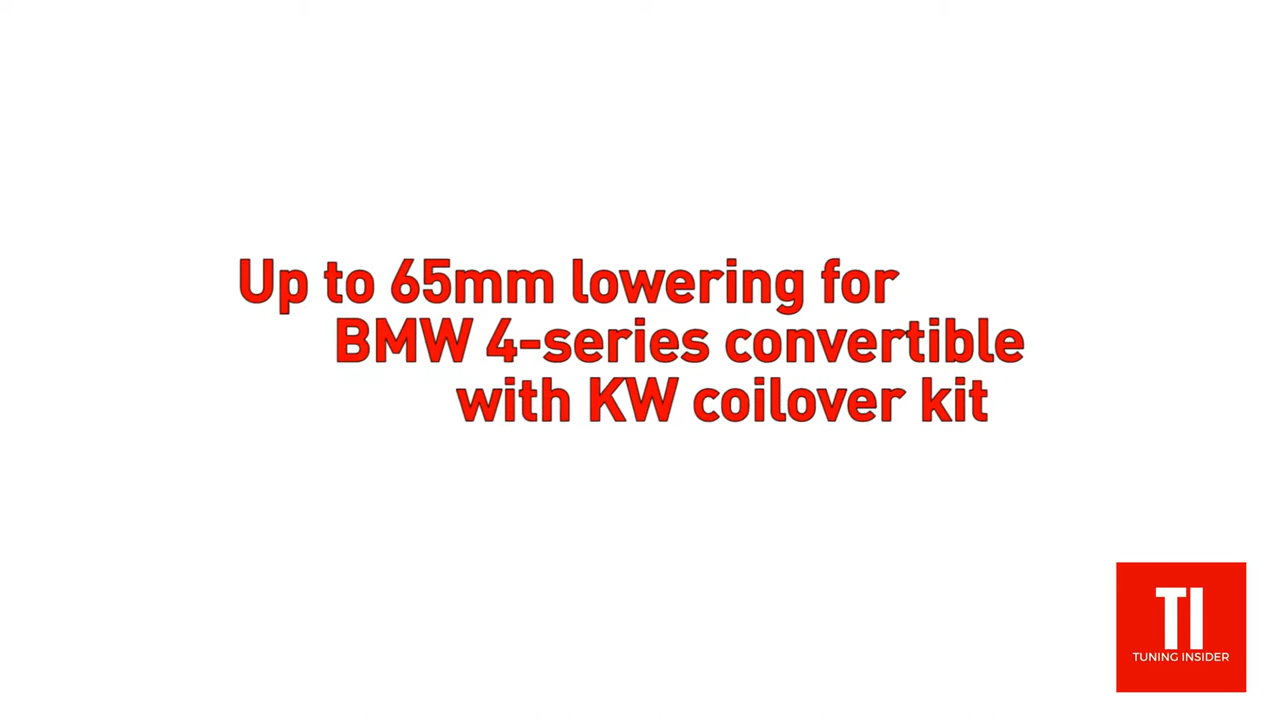 Up to 65mm lowering for
BMW 4-series convertible
with KW coilover kit
TI
TUNING INSIDER